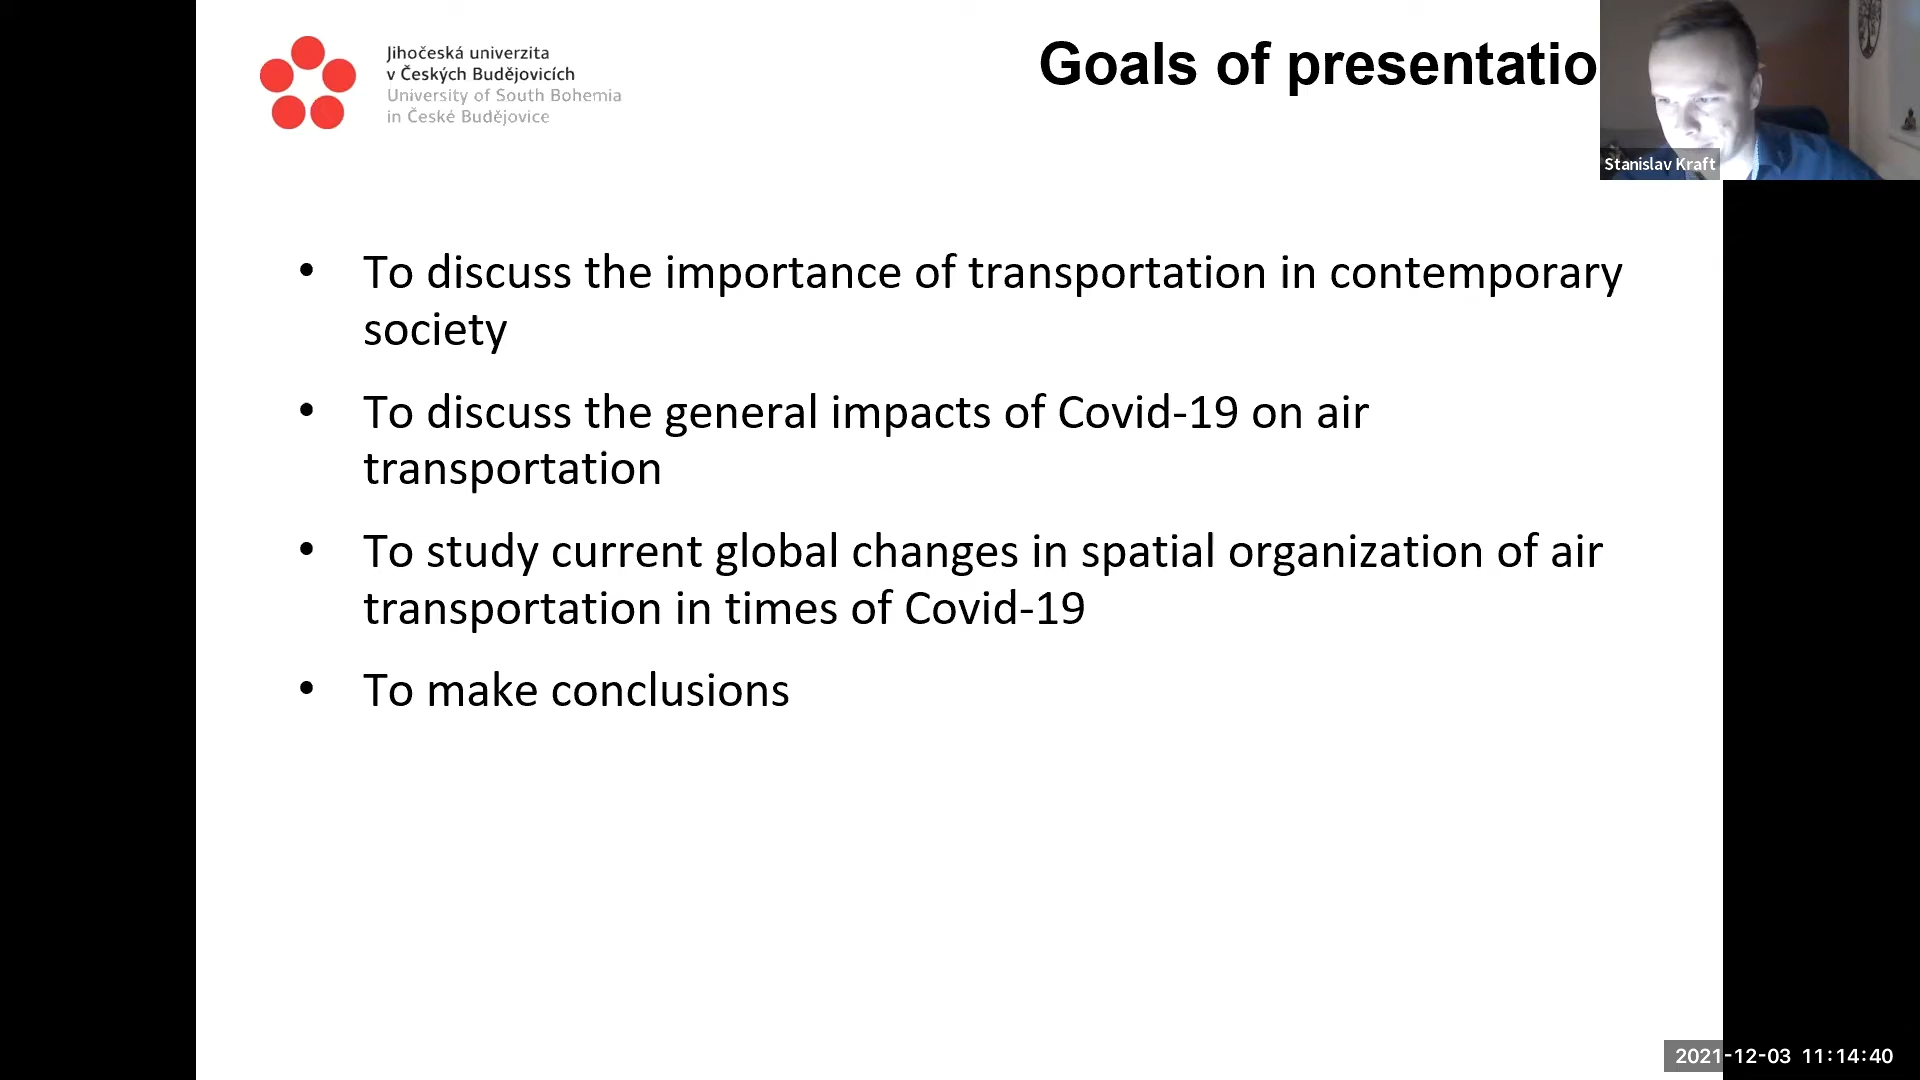 Jihočeská univerzita
v Českých Budějovicích
University of South Bohemia
in České Budějovice
Goals of presentatio
Stanislav Kraft
• To discuss the importance of transportation in contemporary
society
• To discuss the general impacts of Covid-19 on air
transportation
• To study current global changes in spatial organization of air
transportation in times of Covid-19
• To make conclusions
2021-12-03 11:14:40